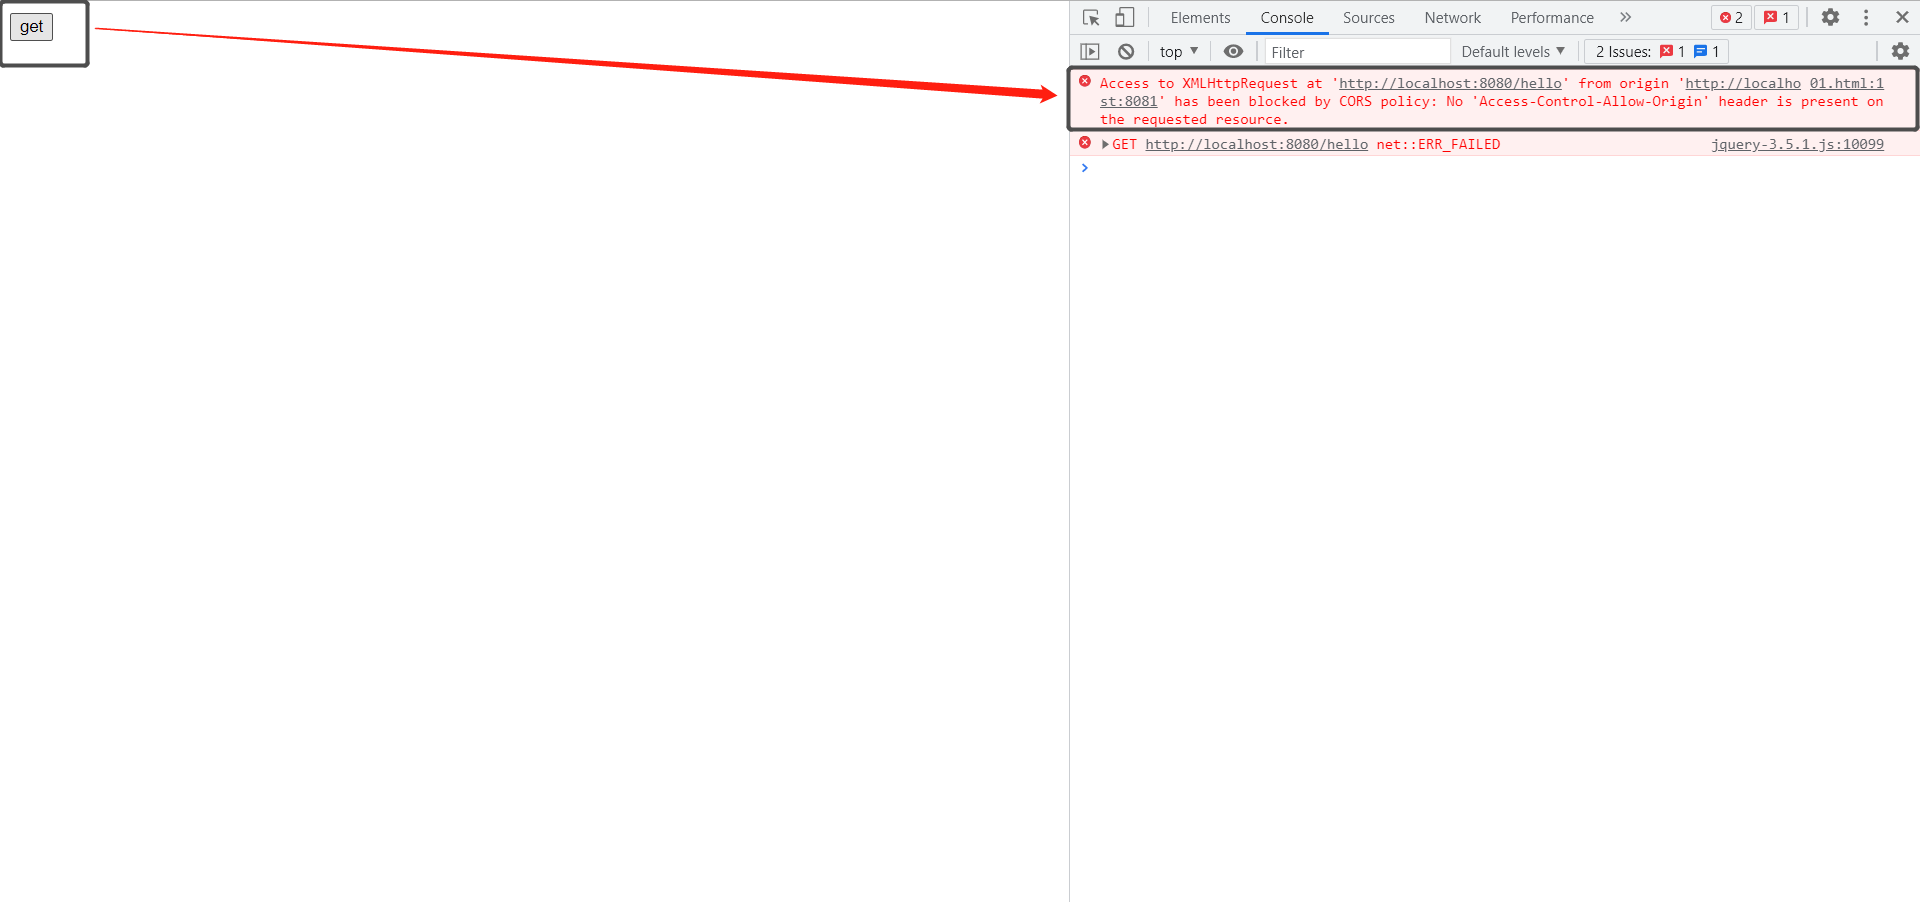 get
Elements Console Sources Network Performance 2 1
top Filter Default levels 2 Issues: 1 1
Access to XMLHttpRequest at 'http://localhost:8080/hello' from origin 'http://localho 01.html:1
st:8081' has been blocked by CORS policy: No 'Access-Control-Allow-Origin' header is present on
the requested resource.
GET http://localhost:8080/hello net::ERR_FAILED jquery-3.5.1.js:10099